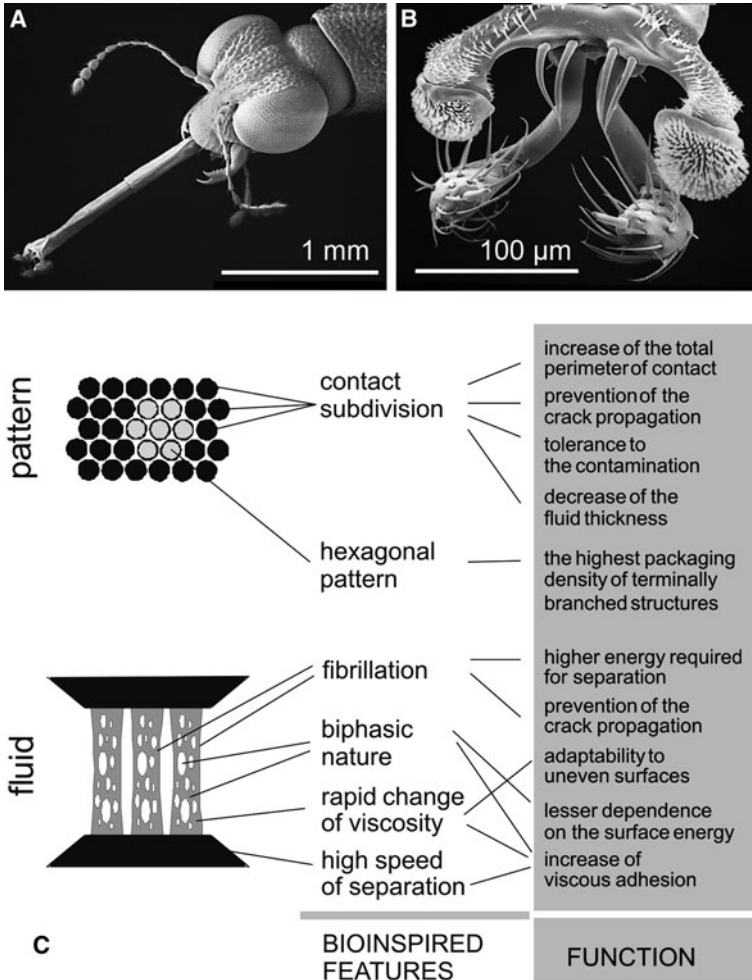 A
1 mm
B
100 µm
pattern
contact
subdivision
hexagonal
pattern
increase of the total
perimeter of contact
prevention of the
crack propagation
tolerance to
the contamination
decrease of the
fluid thickness
the highest packaging
density of terminally
branched structures
fluid
fibrillation
biphasic
nature
rapid change
of viscosity
high speed
of separation
higher energy required
for separation
prevention of the
crack propagation
adaptability to
uneven surfaces
lesser dependence
on the surface energy
increase of
viscous adhesion
C
BIOINSPIRED
FEATURES
FUNCTION